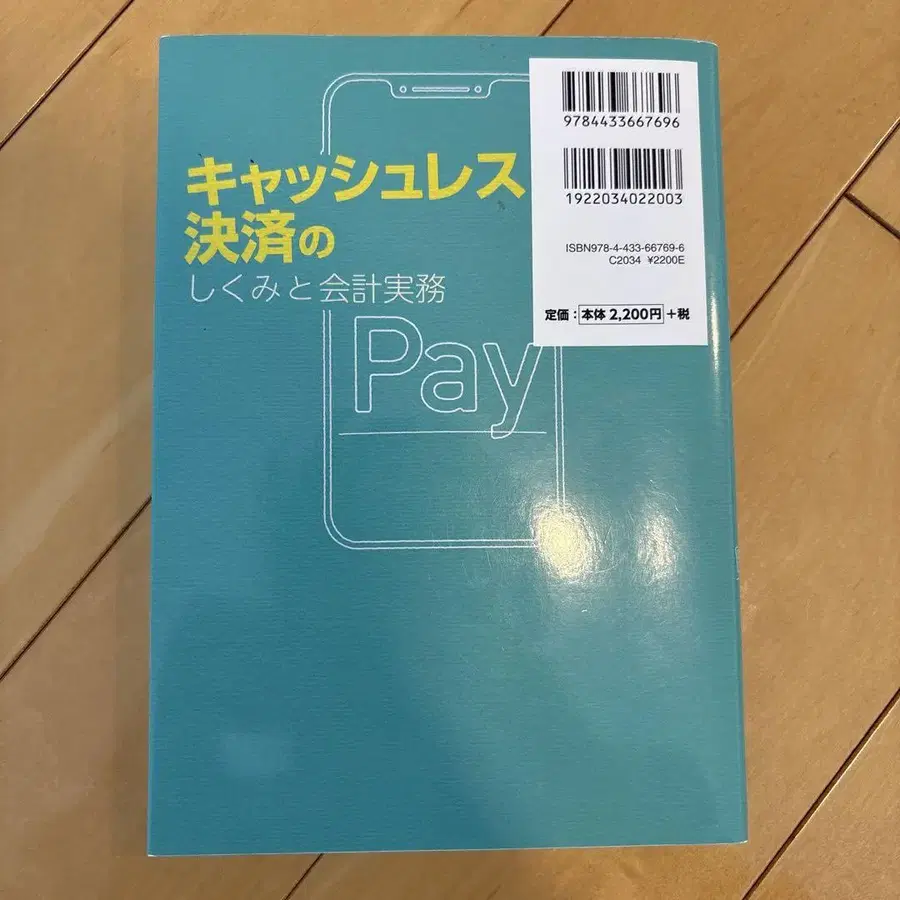 キャッシュレス
決済の
しくみと会計実務
Pay
9784433667696
1922034022003
ISBN978-4-433-66769-6
C2034 ¥2200E
定価：本体2,200円＋税